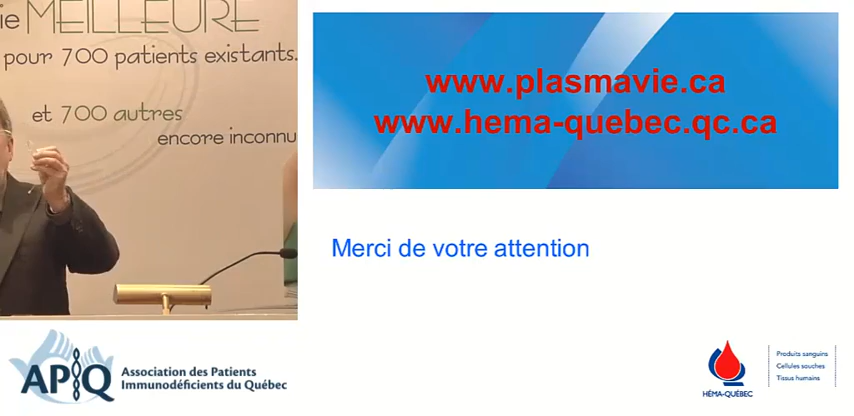 ie MEILLEURE
pour 700 patients existants.
et 700 autres
encore inconnu
www.plasmavie.ca
www.hema-quebec.qc.ca
Merci de votre attention
APIQ
Association des Patients
Immunodéficients du Québec
HÉMA-QUÉBEC
Produits sanguins
Cellules souches
Tissus humains